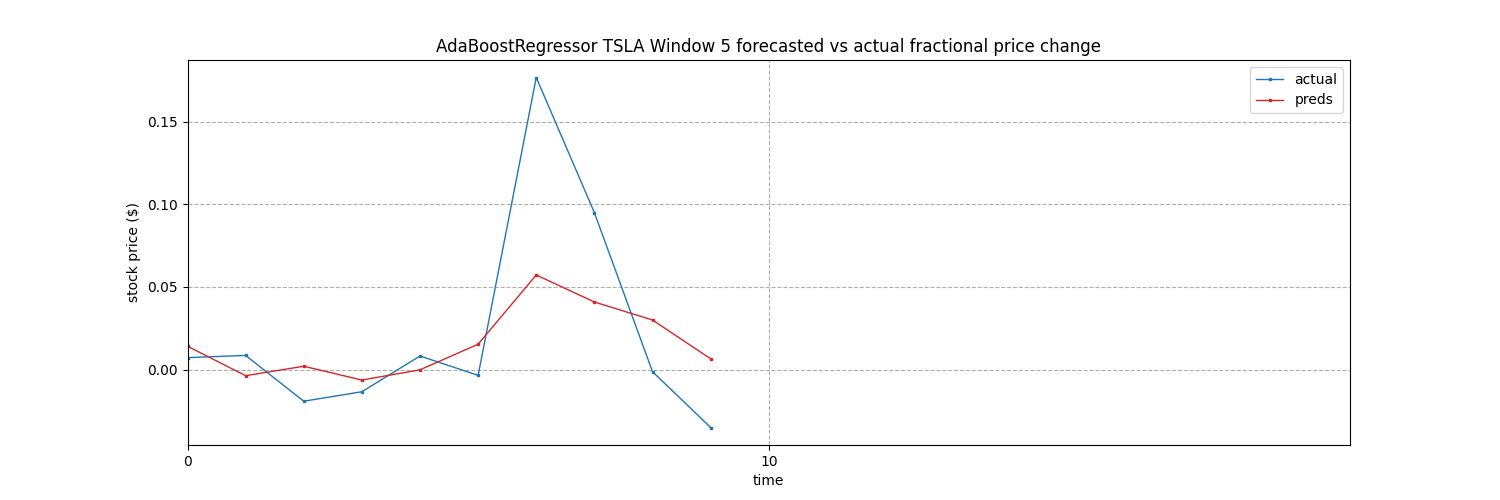 AdaBoostRegressor TSLA Window 5 forecasted vs actual fractional price change
actual
preds
0.15
0.10
0.05
0.00
stock price ($)
0
10
time